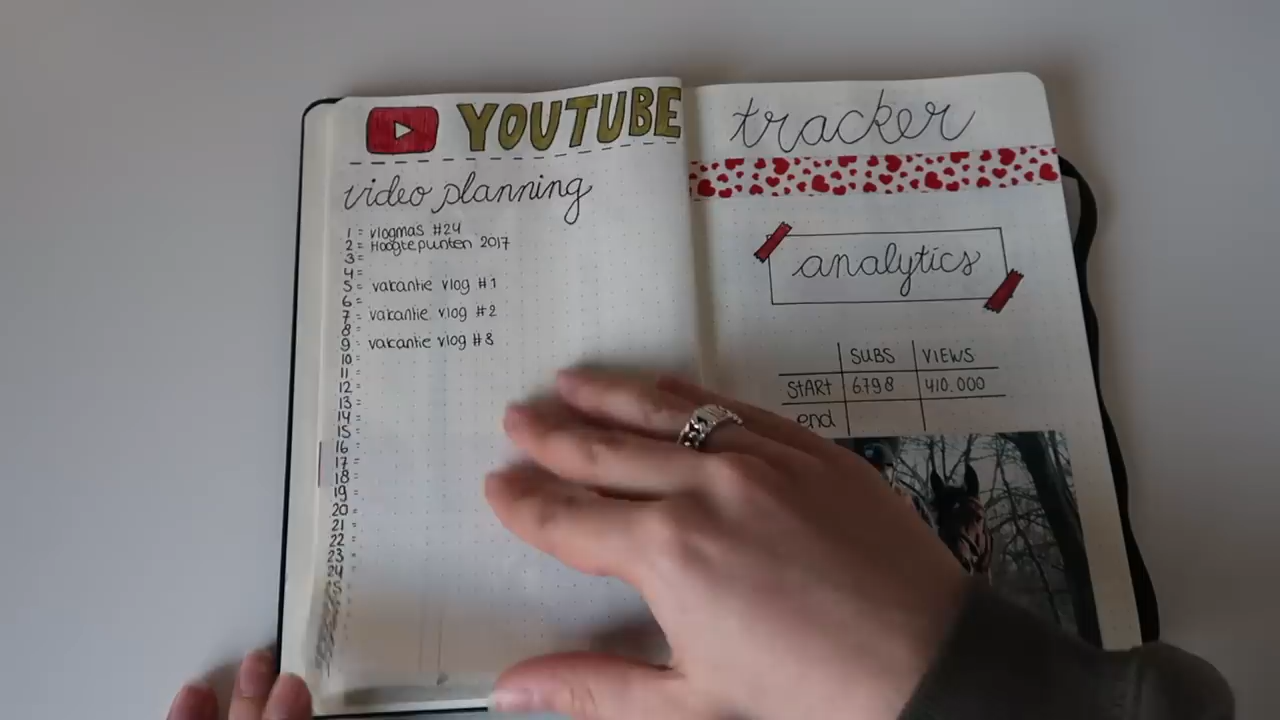 YOUTUBE tracker
video planning
1 = vlogmas #24
2 = Hoogtepunten 2017
3 =
4 =
5 = vakantie vlog #1
6 =
7 = vakantie vlog #2
8 =
9 = vakantie vlog #3
10 =
11 =
12 =
13 =
14 =
15 =
16 =
17 =
18 =
19 =
20 =
21 =
22 =
23 =
24
analytics
SUBS VIEWS
START 6798 410.000
end